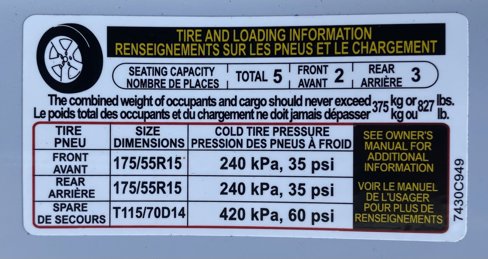 TIRE AND LOADING INFORMATION
RENSEIGNEMENTS SUR LES PNEUS ET LE CHARGEMENT
SEATING CAPACITY
NOMBRE DE PLACES
TOTAL 5
FRONT
AVANT 2
REAR
ARRIÈRE 3
The combined weight of occupants and cargo should never exceed 375 kg or 827 lbs.
Le poids total des occupants et du chargement ne doit jamais dépasser kg ou lb.
TIRE
PNEU
SIZE
DIMENSIONS
COLD TIRE PRESSURE
PRESSION DES PNEUS À FROID
FRONT
AVANT
175/55R15
240 kPa, 35 psi
REAR
ARRIÈRE
175/55R15
240 kPa, 35 psi
SPARE
DE SECOURS
T115/70D14
420 kPa, 60 psi
SEE OWNER'S
MANUAL FOR
ADDITIONAL
INFORMATION
VOIR LE MANUEL
DE L'USAGER
POUR PLUS DE
RENSEIGNEMENTS
7430C949